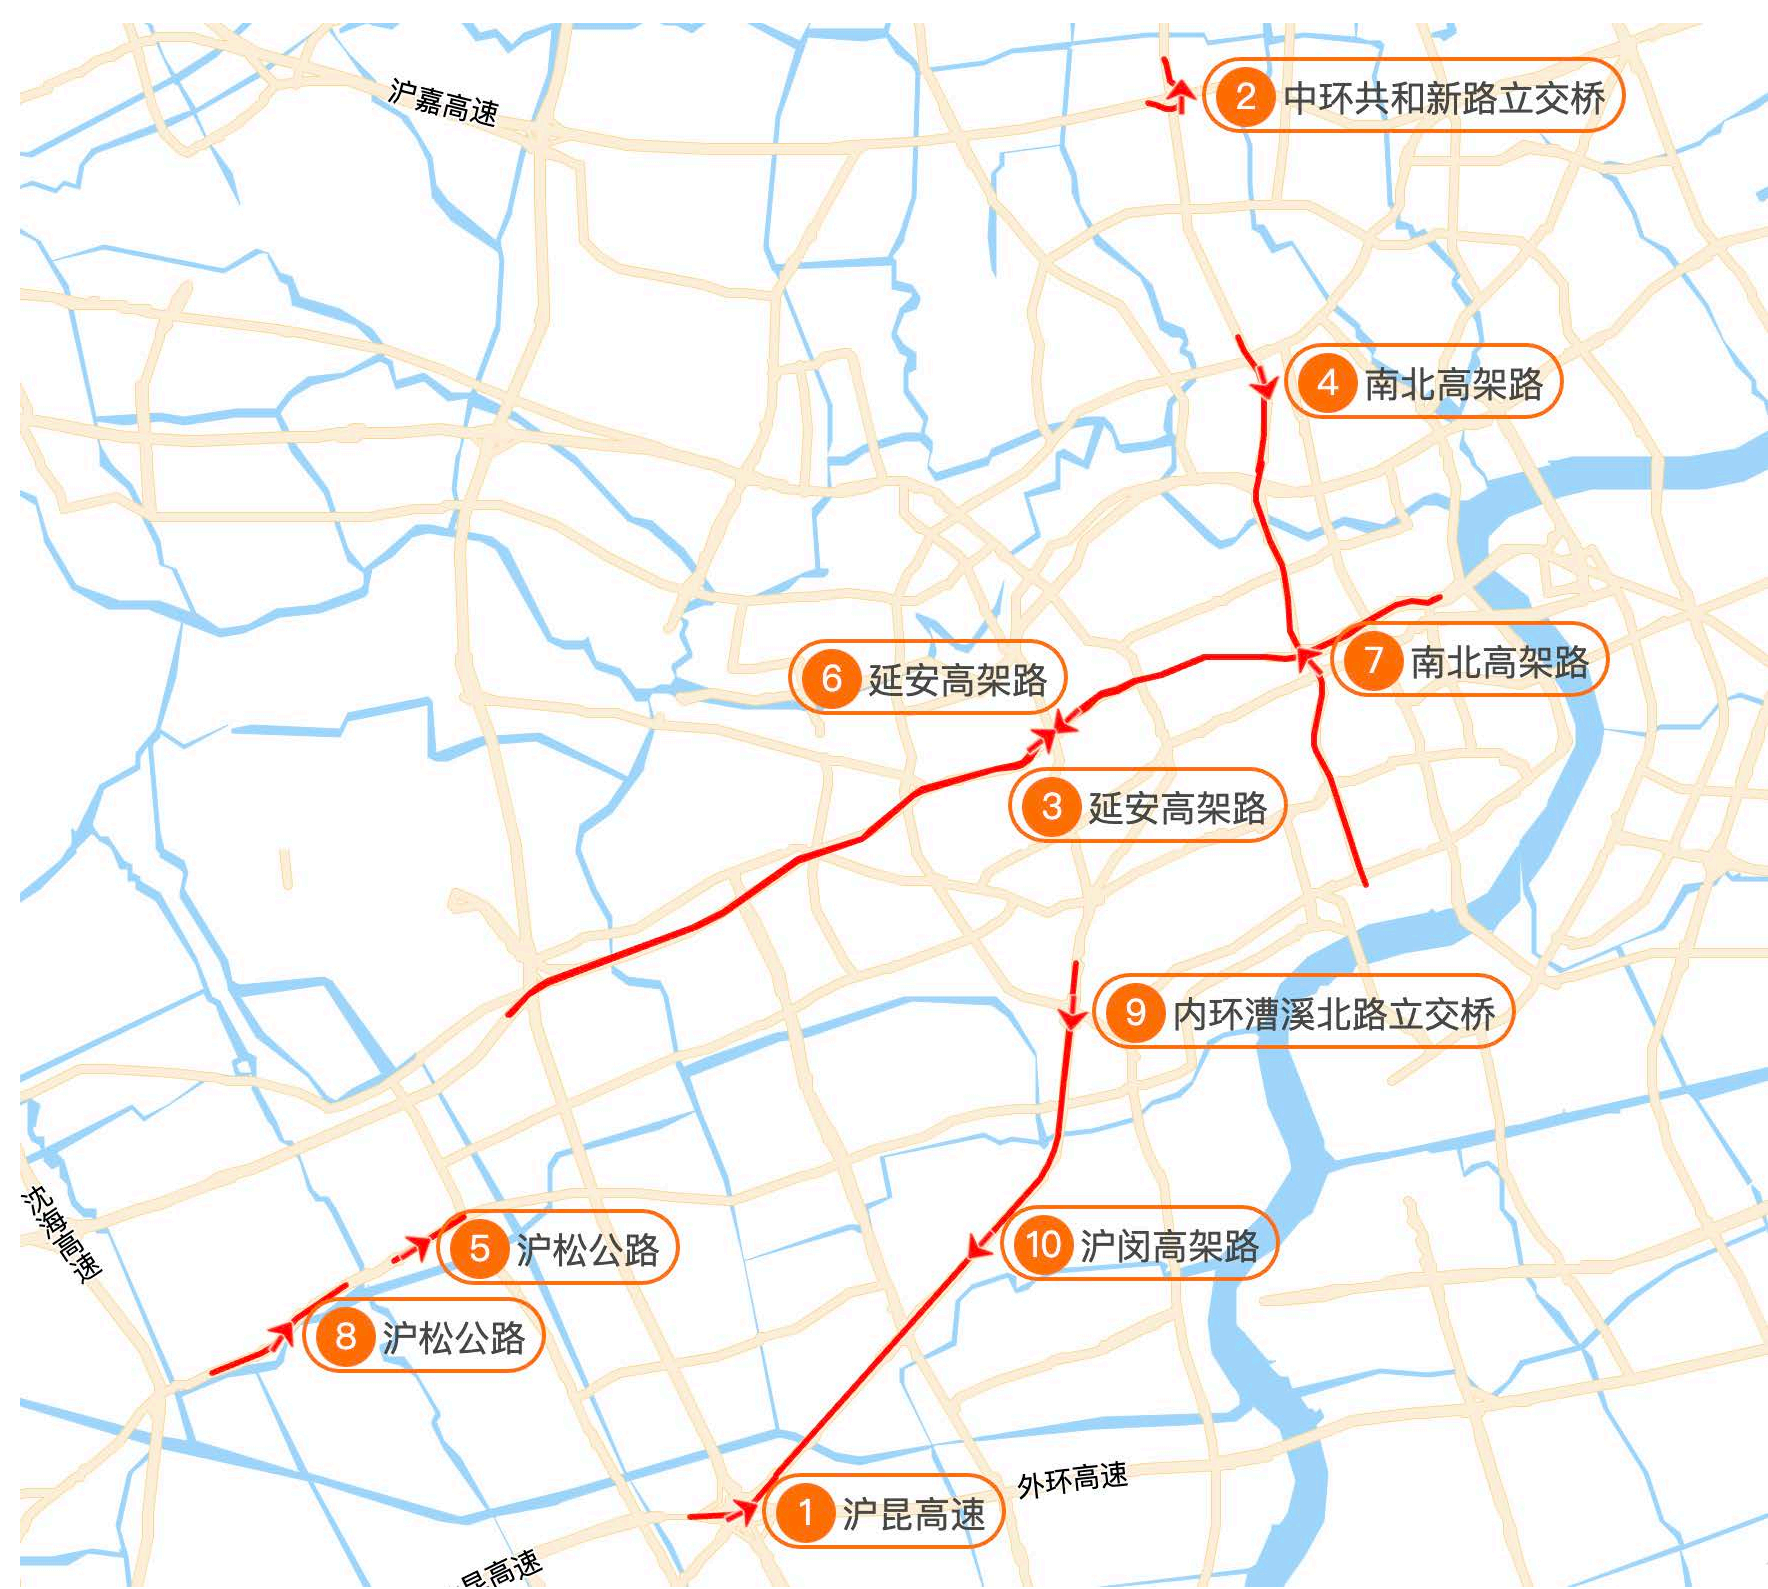 沪嘉高速
2 中环共和新路立交桥
4 南北高架路
6 延安高架路
7 南北高架路
3 延安高架路
9 内环漕溪北路立交桥
沈海高速
5 沪松公路
10 沪闵高架路
8 沪松公路
外环高速
1 沪昆高速
昆高速